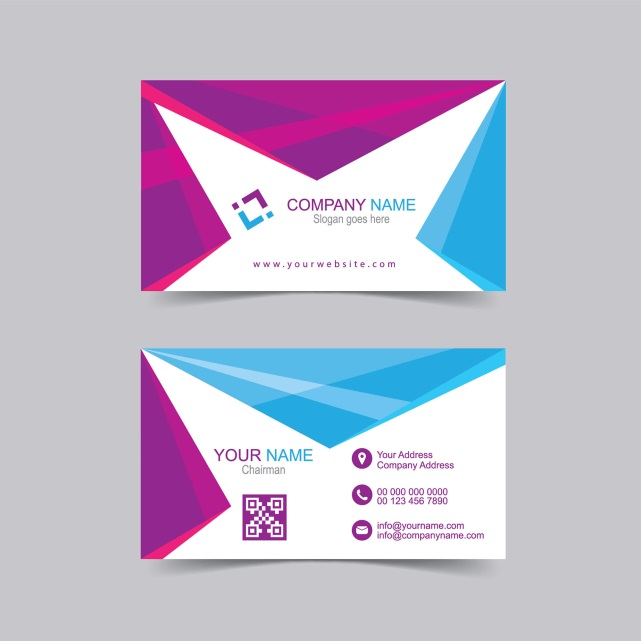 COMPANY NAME
Slogan goes here
www.yourwebsite.com
YOUR NAME
Chairman
Your Address
Company Address
00 000 000 0000
00 123 456 7890
info@yourname.com
info@companyname.com